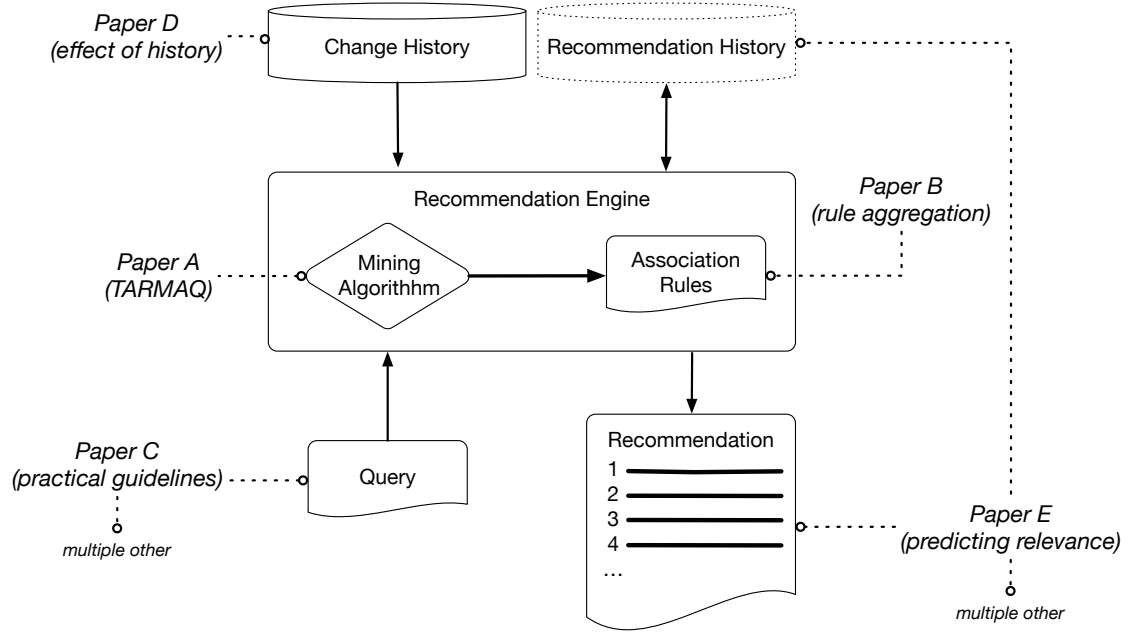 Paper D
(effect of history)
Change History
Recommendation History
Recommendation Engine
Paper B
(rule aggregation)
Paper A
(TARMAQ)
Mining
Algorithhm
Association
Rules
Paper C
(practical guidelines)
multiple other
Query
Recommendation
1
2
3
4
...
Paper E
(predicting relevance)
multiple other